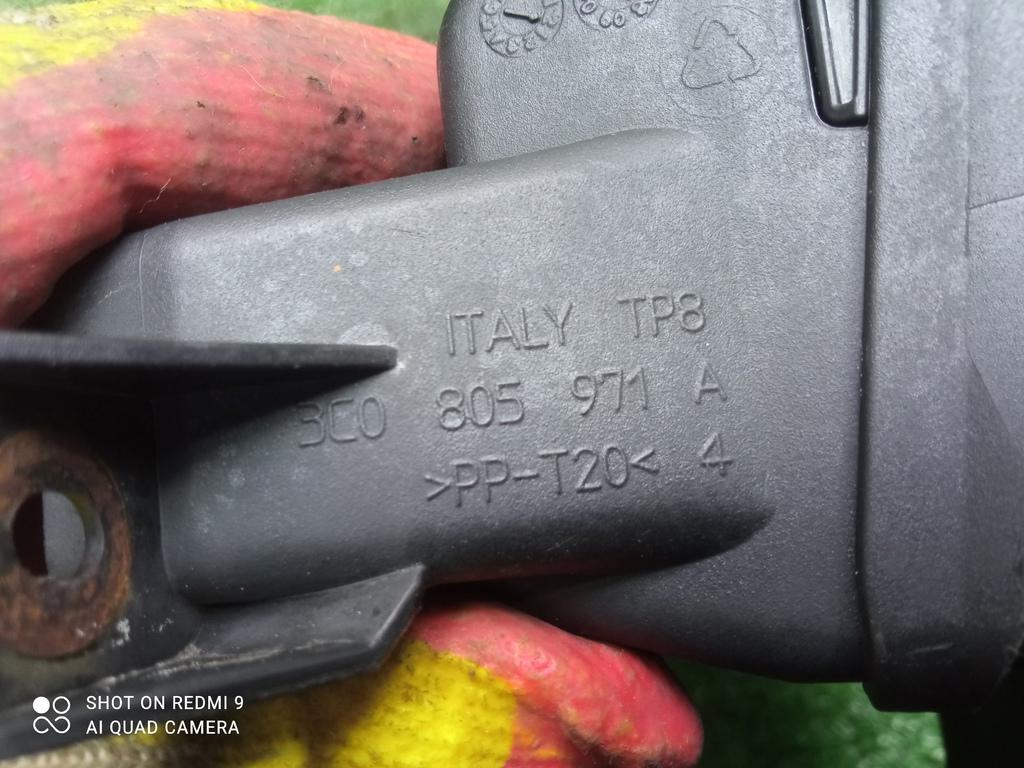 ITALY TP8
3C0 805 971 A
>PP-T20< 4
SHOT ON REDMI 9
AI QUAD CAMERA